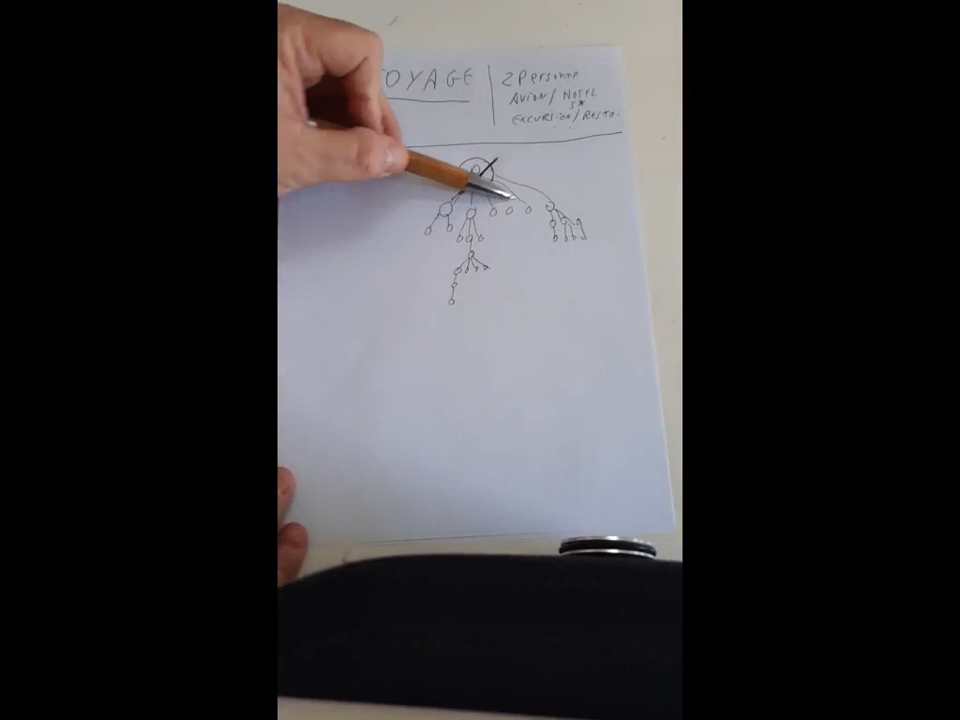 OYAGE
2 Personne
AVION / HOTEL
5*
EXCURSION / RESTO.